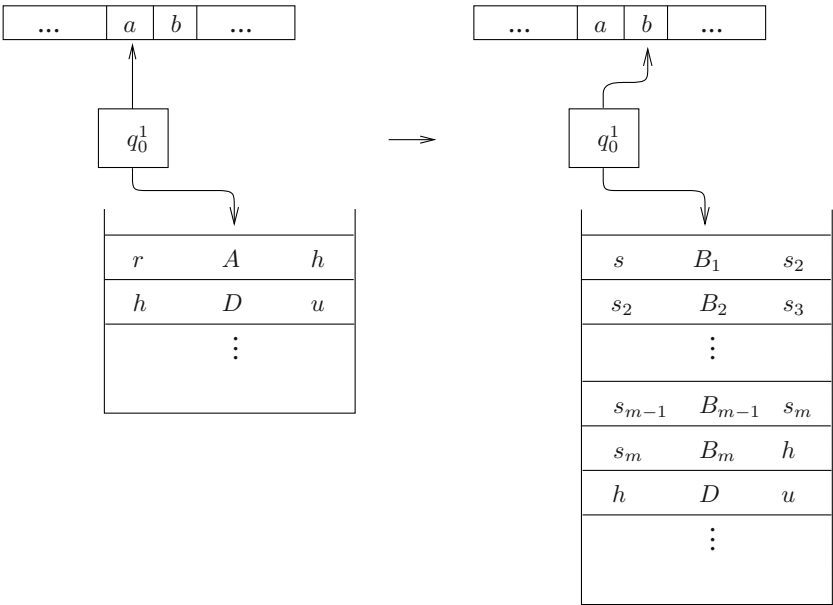 ... a b ...
... a b ...
q_0^1
q_0^1
r A h
h D u
⋮
s B_1 s_2
s_2 B_2 s_3
⋮
s_{m−1} B_{m−1} s_m
s_m B_m h
h D u
⋮